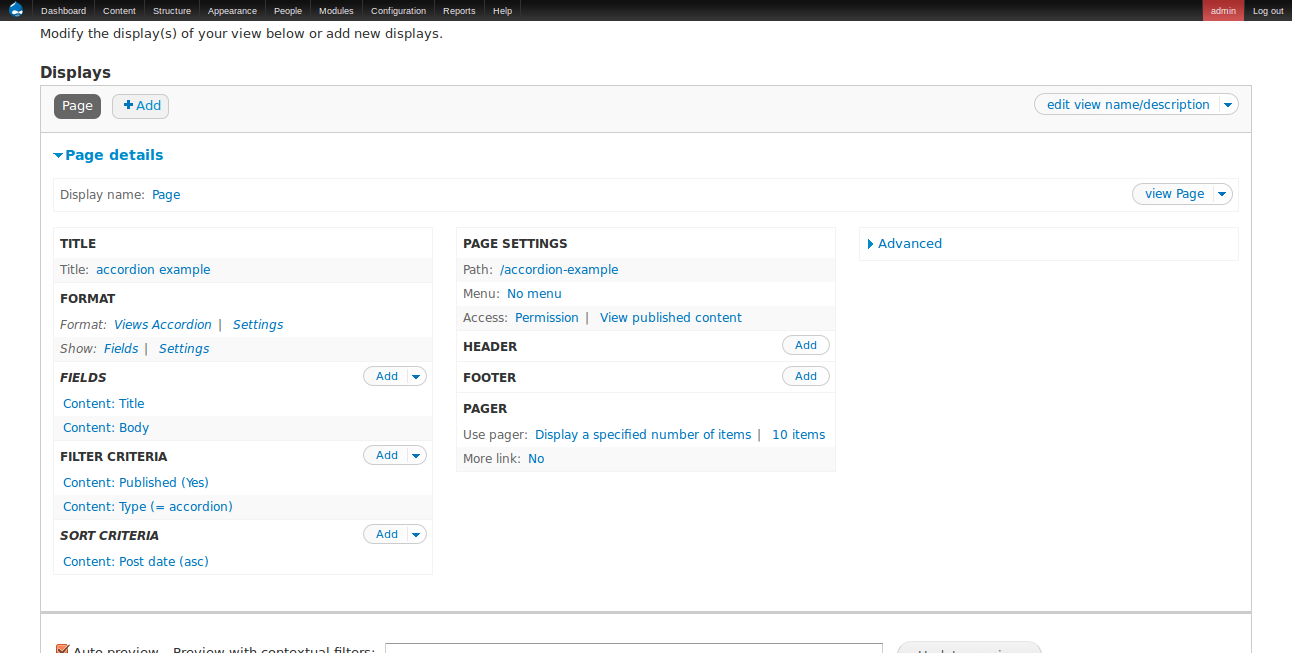 Dashboard Content Structure Appearance People Modules Configuration Reports Help admin Log out
Modify the display(s) of your view below or add new displays.
Displays
Page Add edit view name/description
Page details
Display name: Page view Page
TITLE
Title: accordion example
FORMAT
Format: Views Accordion | Settings
Show: Fields | Settings
FIELDS Add
Content: Title
Content: Body
FILTER CRITERIA Add
Content: Published (Yes)
Content: Type (= accordion)
SORT CRITERIA Add
Content: Post date (asc)
PAGE SETTINGS
Path: /accordion-example
Menu: No menu
Access: Permission | View published content
HEADER Add
FOOTER Add
PAGER
Use pager: Display a specified number of items | 10 items
More link: No
Advanced
Auto preview Preview with contextual filters: